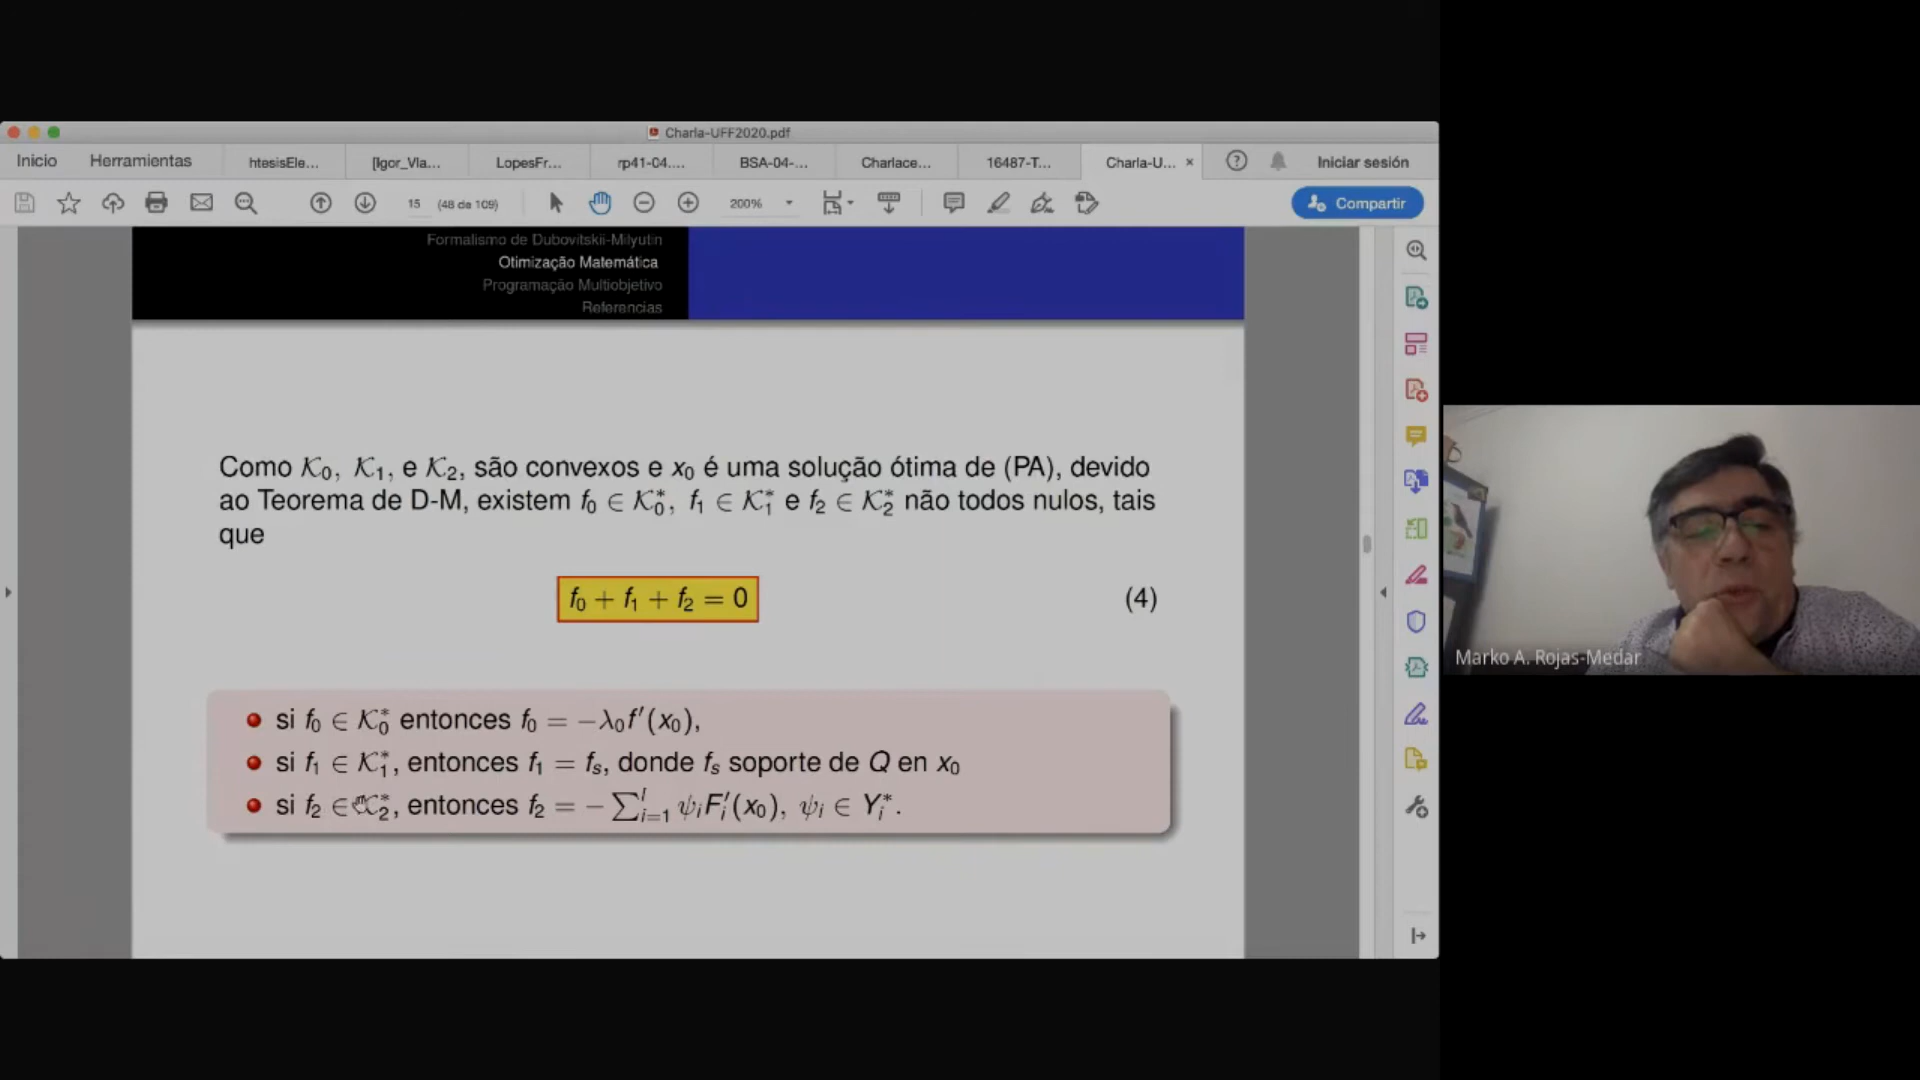 Charla-UFF2020.pdf
Inicio Herramientas htesisEle... [Igor_Vla... LopesFr... rp41-04.... BSA-04-... Charlace... 16487-T... Charla-U... × Iniciar sesión
15 (48 de 109) 200% Compartir
Formalismo de Dubovitskii-Milyutin
Otimização Matemática
Programação Multiobjetivo
Referencias
Como 𝒦₀, 𝒦₁, e 𝒦₂, são convexos e x₀ é uma solução ótima de (PA), devido
ao Teorema de D-M, existem f₀ ∈ 𝒦₀*, f₁ ∈ 𝒦₁* e f₂ ∈ 𝒦₂* não todos nulos, tais
que
f₀ + f₁ + f₂ = 0 (4)
si f₀ ∈ 𝒦₀* entonces f₀ = −λ₀f′(x₀),
si f₁ ∈ 𝒦₁*, entonces f₁ = fₛ, donde fₛ soporte de Q en x₀
si f₂ ∈ 𝒦₂*, entonces f₂ = − ∑ˡᵢ₌₁ ψᵢF′ᵢ(x₀), ψᵢ ∈ Yᵢ*.
Marko A. Rojas-Medar